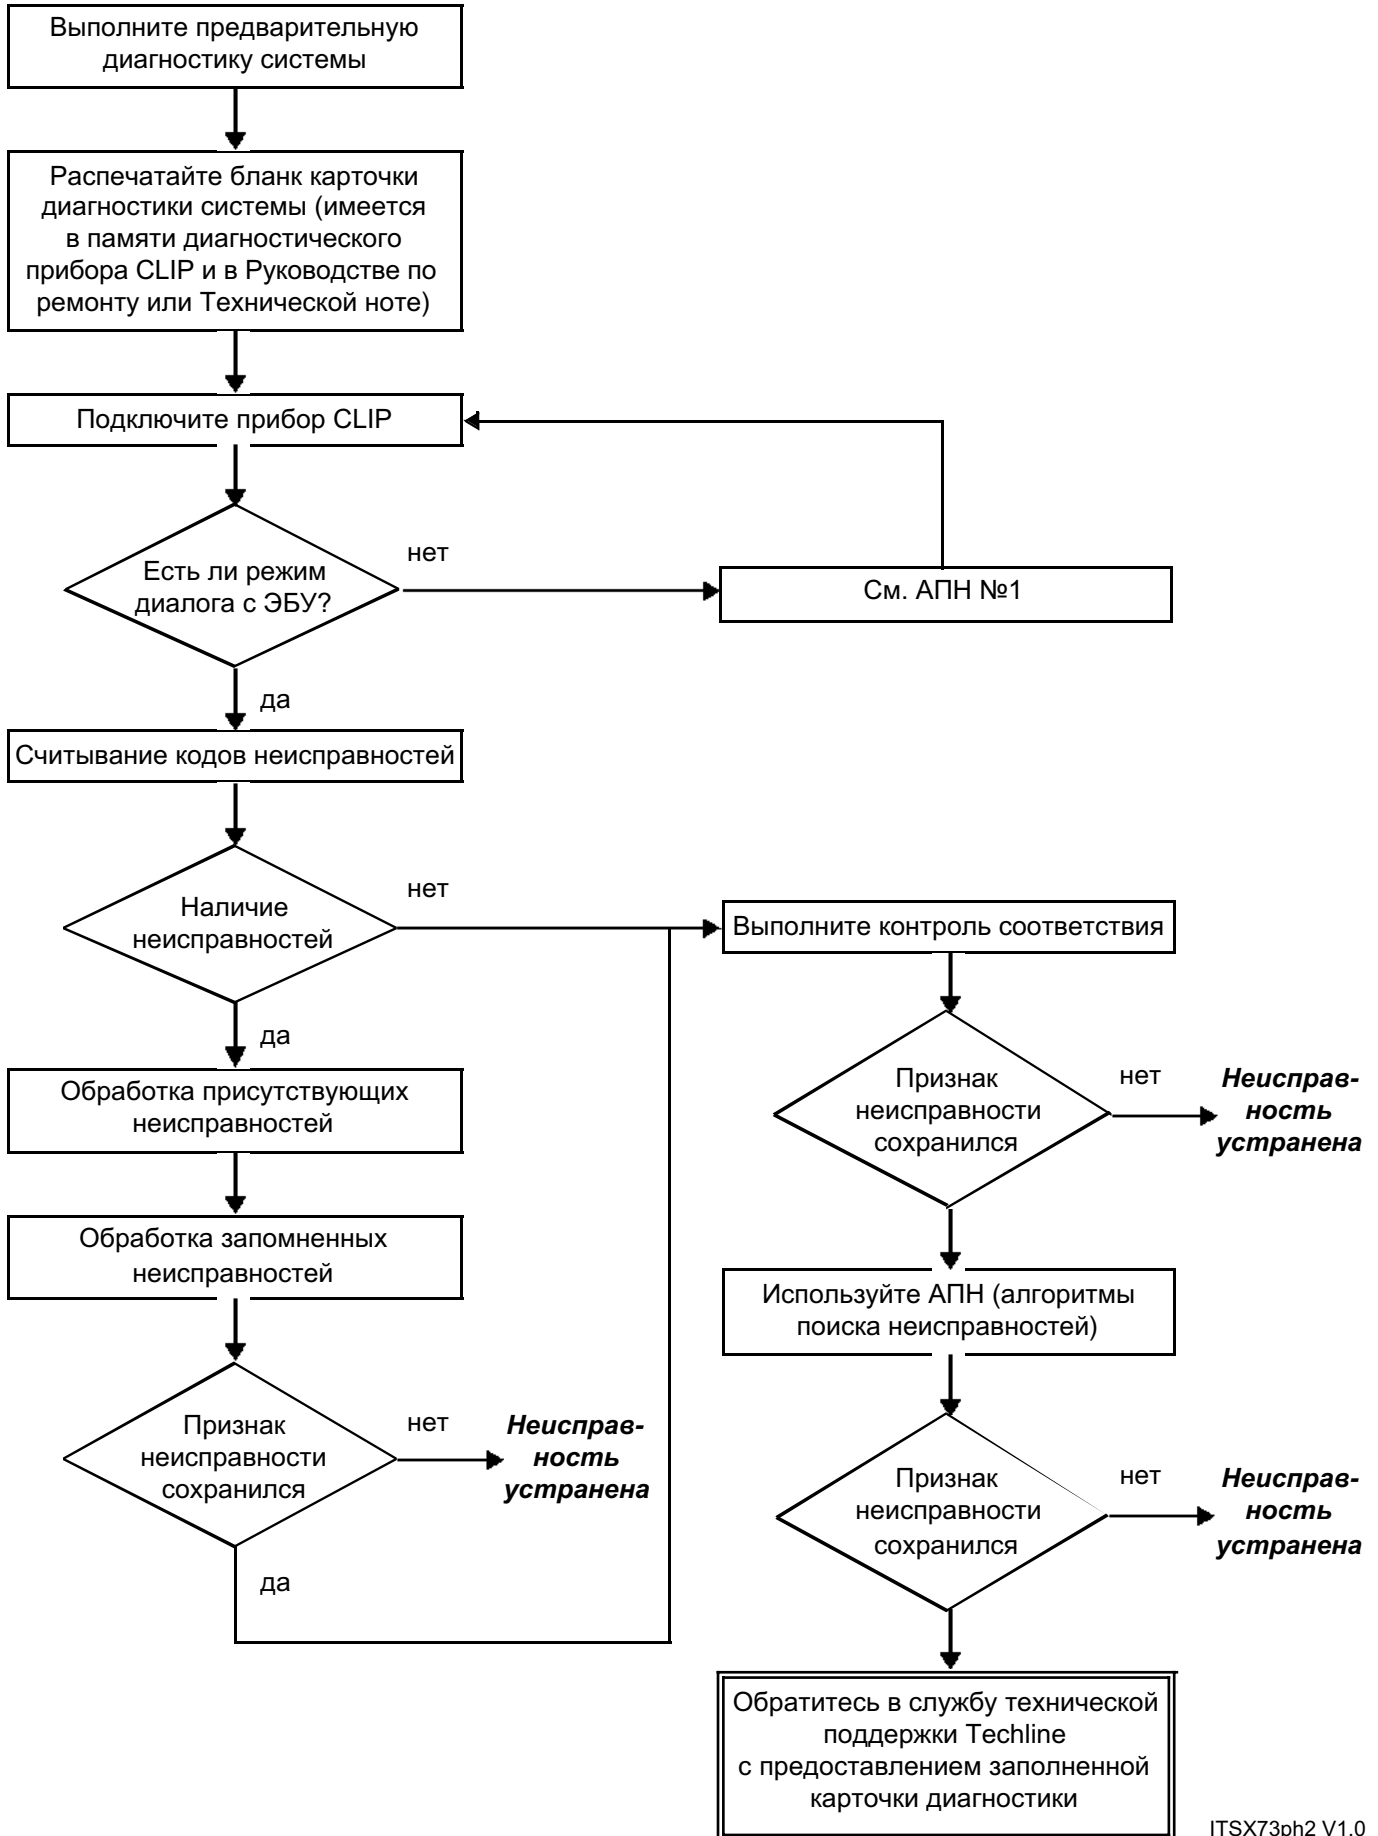 Выполните предварительную
диагностику системы
Распечатайте бланк карточки
диагностики системы (имеется
в памяти диагностического
прибора CLIP и в Руководстве по
ремонту или Технической ноте)
Подключите прибор CLIP
Есть ли режим
диалога с ЭБУ?
нет
См. АПН №1
да
Считывание кодов неисправностей
Наличие
неисправностей
нет
да
Обработка присутствующих
неисправностей
Обработка запомненных
неисправностей
Признак
неисправности
сохранился
нет
Неисправ-
ность
устранена
да
Выполните контроль соответствия
Признак
неисправности
сохранился
нет
Неисправ-
ность
устранена
Используйте АПН (алгоритмы
поиска неисправностей)
Признак
неисправности
сохранился
нет
Неисправ-
ность
устранена
Обратитесь в службу технической
поддержки Techline
с предоставлением заполненной
карточки диагностики
ITSX73ph2 V1.0